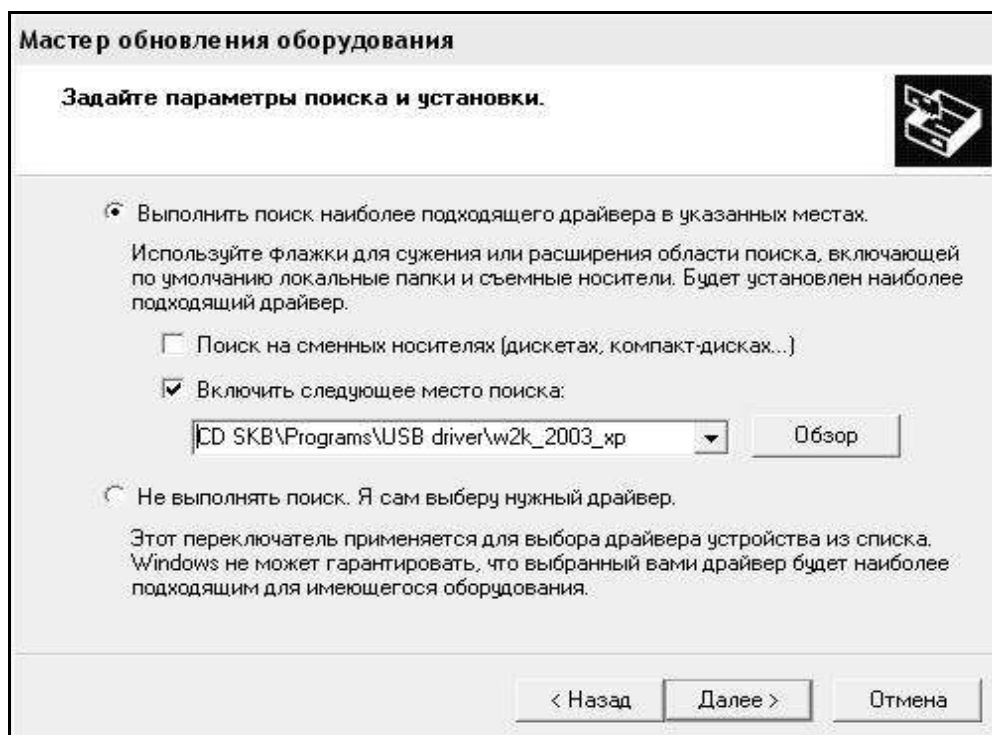 Мастер обновления оборудования
Задайте параметры поиска и установки.
Выполнить поиск наиболее подходящего драйвера в указанных местах.
Используйте флажки для сужения или расширения области поиска, включающей
по умолчанию локальные папки и съемные носители. Будет установлен наиболее
подходящий драйвер.
Поиск на сменных носителях (дискетах, компакт-дисках...)
Включить следующее место поиска:
CD SKB\Programs\USB driver\w2k_2003_xp
Обзор
Не выполнять поиск. Я сам выберу нужный драйвер.
Этот переключатель применяется для выбора драйвера устройства из списка.
Windows не может гарантировать, что выбранный вами драйвер будет наиболее
подходящим для имеющегося оборудования.
< Назад
Далее >
Отмена